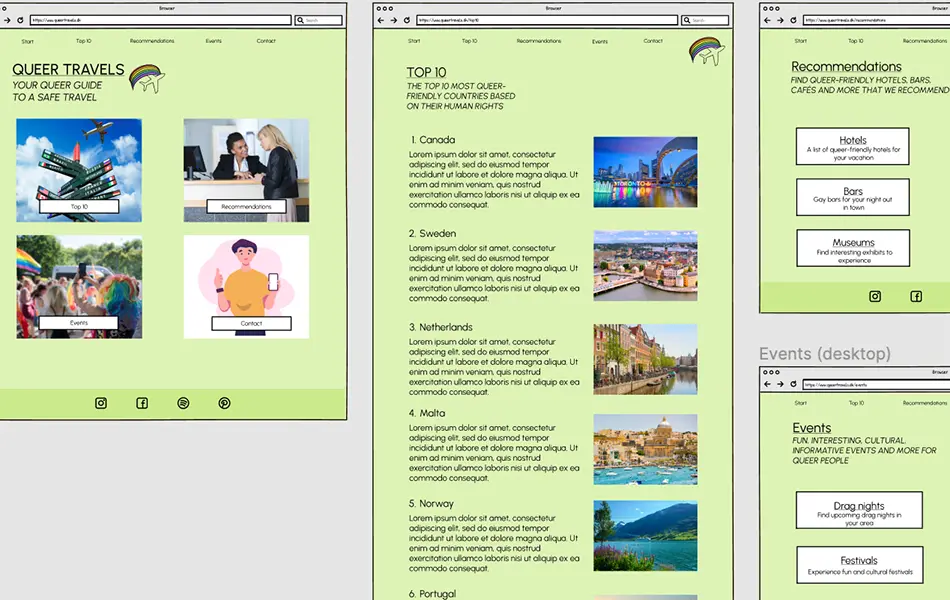 Browser
https://www.queertravels.dk
Search
Start
Top 10
Recommendations
Events
Contact
QUEER TRAVELS
YOUR QUEER GUIDE
TO A SAFE TRAVEL
Top 10
Recommendations
Events
Contact
Browser
https://www.queertravels.dk/top10
Search
Start
Top 10
Recommendations
Events
Contact
TOP 10
THE TOP 10 MOST QUEER-
FRIENDLY COUNTRIES BASED
ON THEIR HUMAN RIGHTS
1. Canada
Lorem ipsum dolor sit amet, consectetur
adipiscing elit, sed do eiusmod tempor
incididunt ut labore et dolore magna aliqua. Ut
enim ad minim veniam, quis nostrud
exercitation ullamco laboris nisi ut aliquip ex ea
commodo consequat.
TORONTO
2. Sweden
Lorem ipsum dolor sit amet, consectetur
adipiscing elit, sed do eiusmod tempor
incididunt ut labore et dolore magna aliqua. Ut
enim ad minim veniam, quis nostrud
exercitation ullamco laboris nisi ut aliquip ex ea
commodo consequat.
3. Netherlands
Lorem ipsum dolor sit amet, consectetur
adipiscing elit, sed do eiusmod tempor
incididunt ut labore et dolore magna aliqua. Ut
enim ad minim veniam, quis nostrud
exercitation ullamco laboris nisi ut aliquip ex ea
commodo consequat.
4. Malta
Lorem ipsum dolor sit amet, consectetur
adipiscing elit, sed do eiusmod tempor
incididunt ut labore et dolore magna aliqua. Ut
enim ad minim veniam, quis nostrud
exercitation ullamco laboris nisi ut aliquip ex ea
commodo consequat.
5. Norway
Lorem ipsum dolor sit amet, consectetur
adipiscing elit, sed do eiusmod tempor
incididunt ut labore et dolore magna aliqua. Ut
enim ad minim veniam, quis nostrud
exercitation ullamco laboris nisi ut aliquip ex ea
commodo consequat.
6. Portugal
Browser
https://www.queertravels.dk/recommendations
Start
Top 10
Recommendations
Recommendations
FIND QUEER-FRIENDLY HOTELS, BARS,
CAFÉS AND MORE THAT WE RECOMMEND
Hotels
A list of queer-friendly hotels for
your vacation
Bars
Gay bars for your night out
in town
Museums
Find interesting exhibits to
experience
Events (desktop)
Browser
https://www.queertravels.dk/events
Start
Top 10
Recommendations
Events
FUN, INTERESTING, CULTURAL,
INFORMATIVE EVENTS AND MORE FOR
QUEER PEOPLE
Drag nights
Find upcoming drag nights in
your area
Festivals
Experience fun and cultural festivals